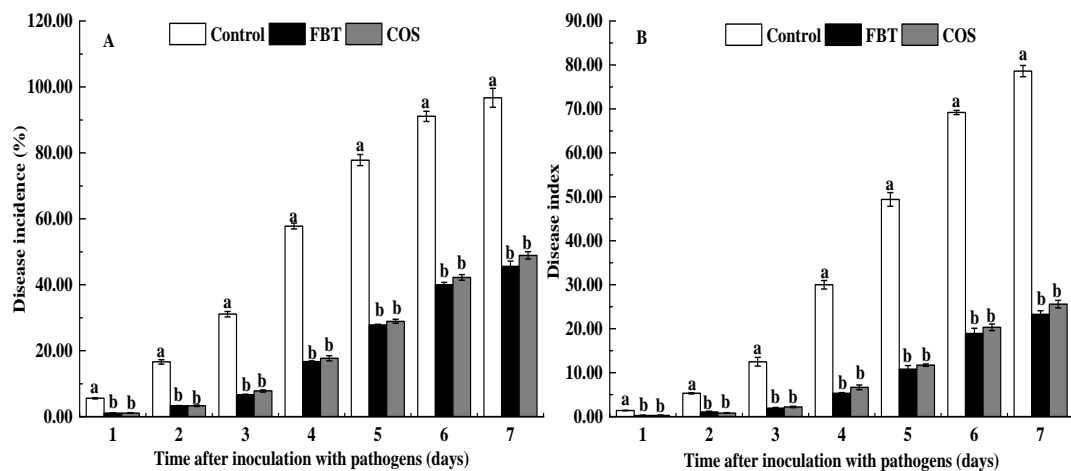 A
Control FBT COS
Disease incidence (%)
120.00
100.00
80.00
60.00
40.00
20.00
0.00
a b b
a b b
a b b
a b b
a b b
a b b
a b b
1 2 3 4 5 6 7
Time after inoculation with pathogens (days)
B
Control FBT COS
Disease index
90.00
80.00
70.00
60.00
50.00
40.00
30.00
20.00
10.00
0.00
a b b
a b b
a b b
a b b
a b b
a b b
a b b
1 2 3 4 5 6 7
Time after inoculation with pathogens (days)